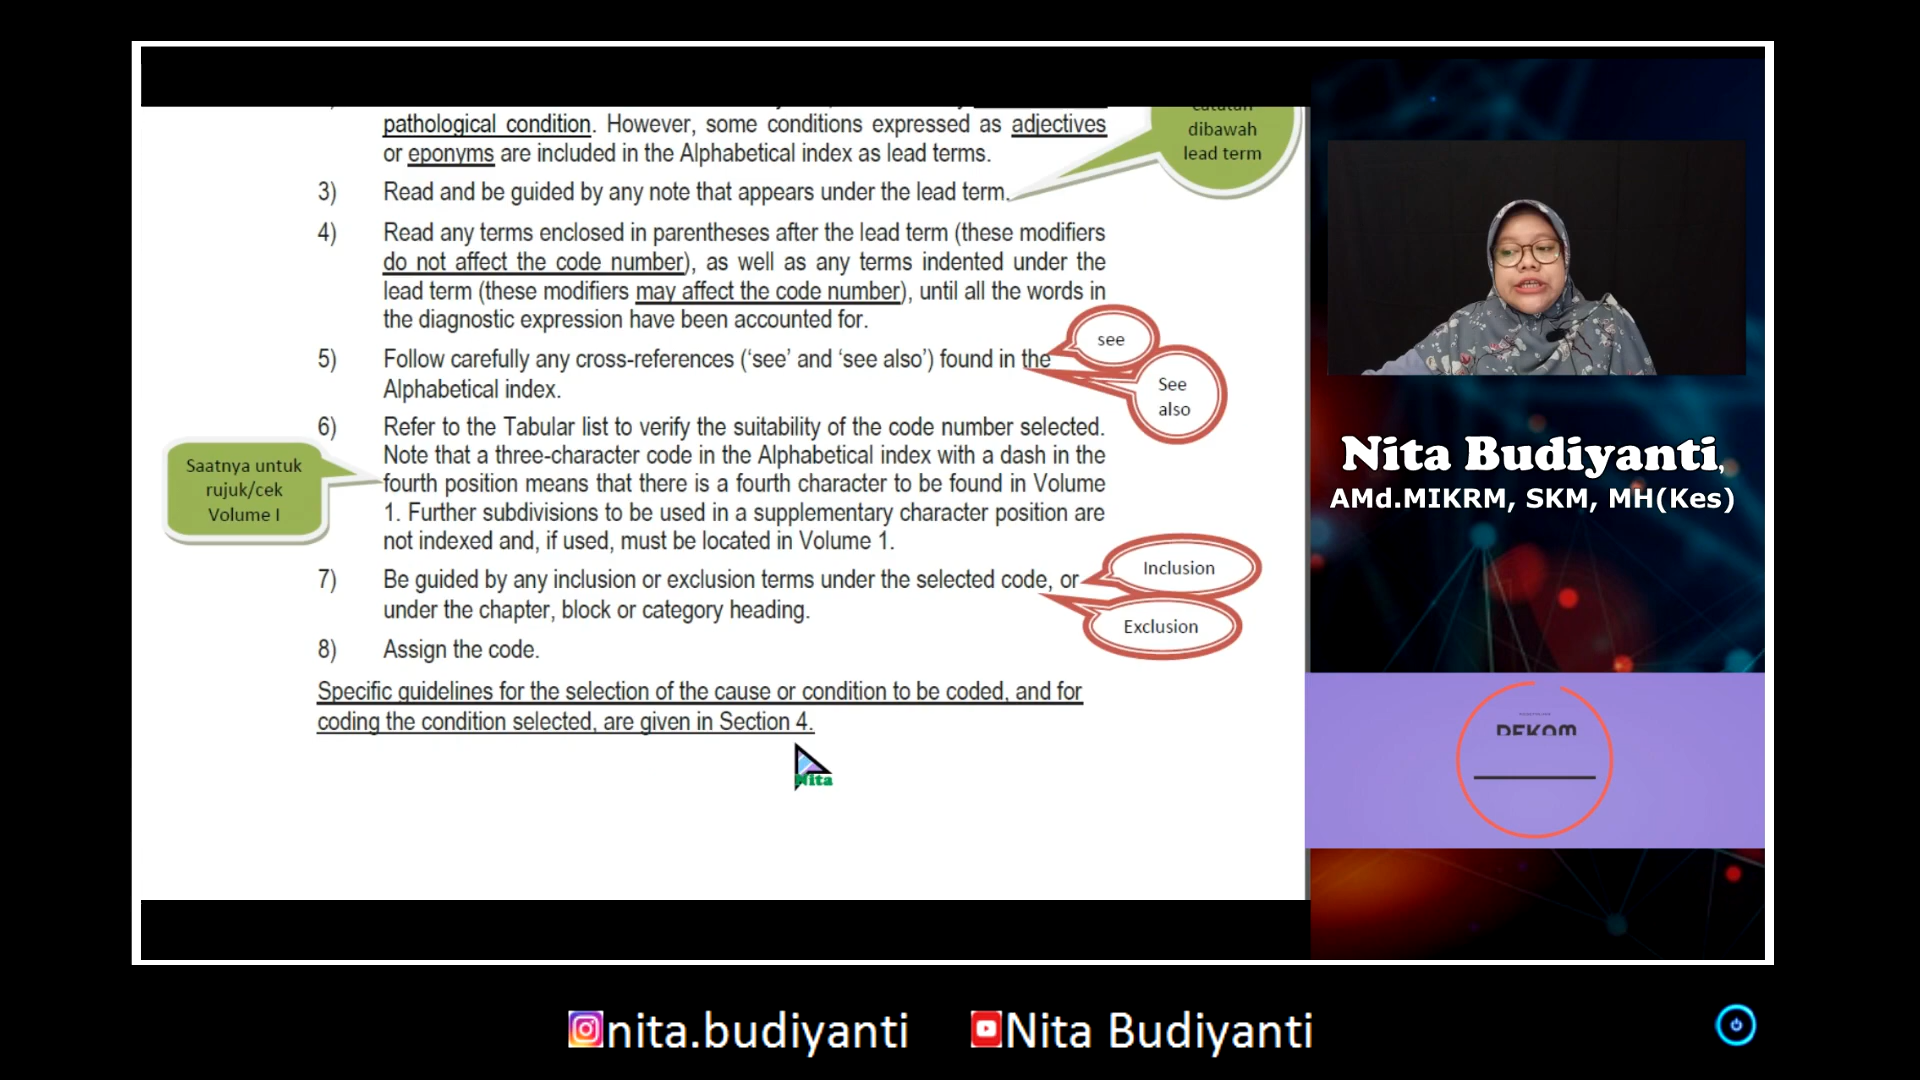 catatan
dibawah
lead term
pathological condition. However, some conditions expressed as adjectives
or eponyms are included in the Alphabetical index as lead terms.
3) Read and be guided by any note that appears under the lead term.
4) Read any terms enclosed in parentheses after the lead term (these modifiers
do not affect the code number), as well as any terms indented under the
lead term (these modifiers may affect the code number), until all the words in
the diagnostic expression have been accounted for.
see
5) Follow carefully any cross-references (‘see’ and ‘see also’) found in the
Alphabetical index.
See
also
6) Refer to the Tabular list to verify the suitability of the code number selected.
Note that a three-character code in the Alphabetical index with a dash in the
fourth position means that there is a fourth character to be found in Volume
1. Further subdivisions to be used in a supplementary character position are
not indexed and, if used, must be located in Volume 1.
Saatnya untuk
rujuk/cek
Volume I
7) Be guided by any inclusion or exclusion terms under the selected code, or
under the chapter, block or category heading.
Inclusion
Exclusion
8) Assign the code.
Specific guidelines for the selection of the cause or condition to be coded, and for
coding the condition selected, are given in Section 4.
Nita
Nita Budiyanti,
AMd.MIKRM, SKM, MH(Kes)
nita.budiyanti
Nita Budiyanti